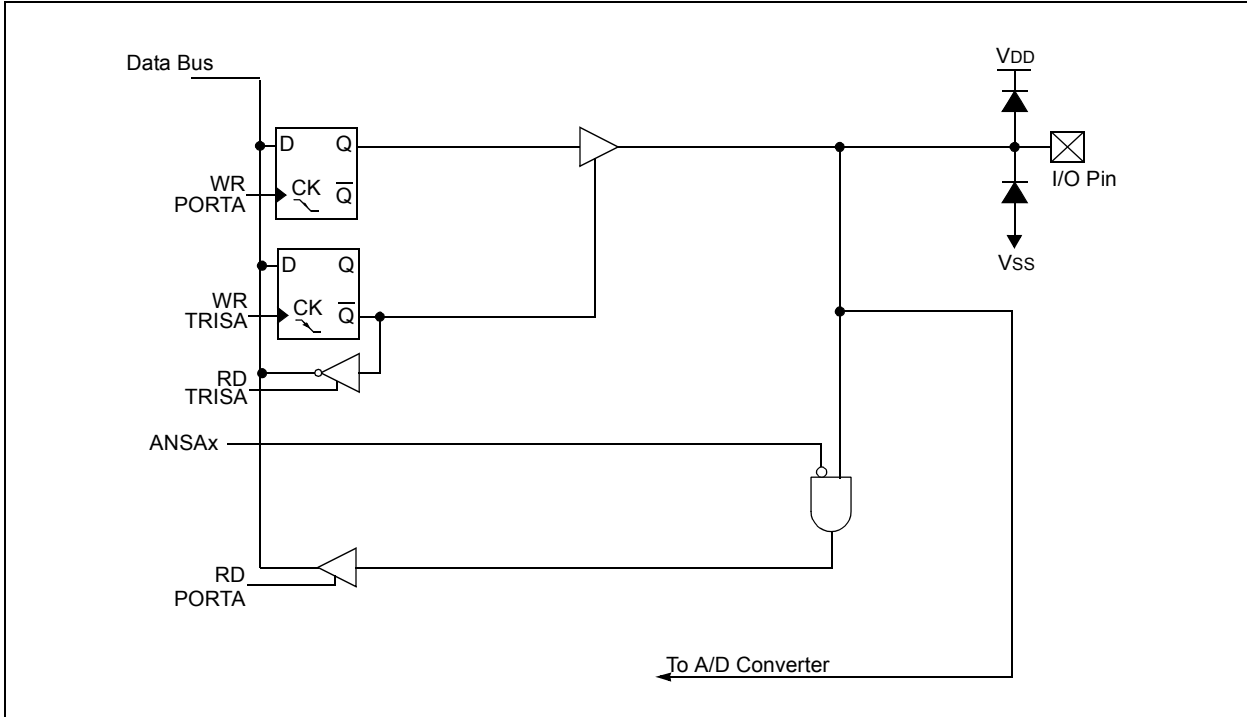 Data Bus
VDD
D Q
WR
PORTA
CK
Q̅
I/O Pin
D Q
VSS
WR
TRISA
CK
Q̅
RD
TRISA
ANSAx
RD
PORTA
To A/D Converter